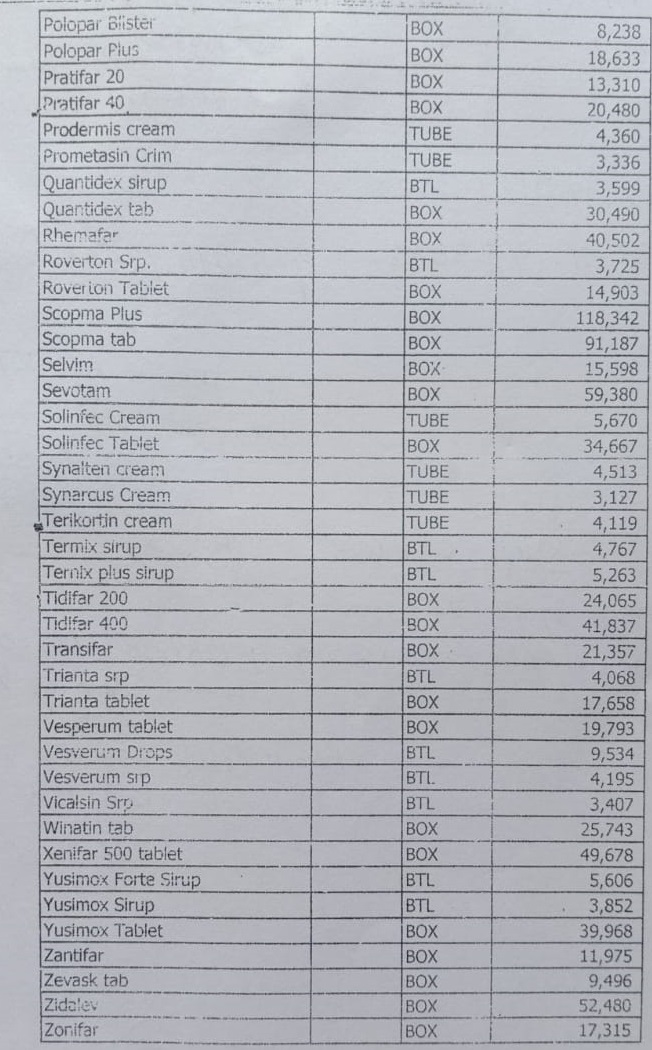 Polopar Blister BOX 8,238
Polopar Plus BOX 18,633
Pratifar 20 BOX 13,310
Pratifar 40 BOX 20,480
Prodermis cream TUBE 4,360
Prometasin Crim TUBE 3,336
Quantidex sirup BTL 3,599
Quantidex tab BOX 30,490
Rhemafar BOX 40,502
Roverton Srp. BTL 3,725
Roverton Tablet BOX 14,903
Scopma Plus BOX 118,342
Scopma tab BOX 91,187
Selvim BOX 15,598
Sevotam BOX 59,380
Solinfec Cream TUBE 5,670
Solinfec Tablet BOX 34,667
Synalten cream TUBE 4,513
Synarcus Cream TUBE 3,127
Terikortin cream TUBE 4,119
Termix sirup BTL 4,767
Ternix plus sirup BTL 5,263
Tidifar 200 BOX 24,065
Tidifar 400 BOX 41,837
Transifar BOX 21,357
Trianta srp BTL 4,068
Trianta tablet BOX 17,658
Vesperum tablet BOX 19,793
Vesverum Drops BTL 9,534
Vesverum srp BTL 4,195
Vicalsin Srp BTL 3,407
Winatin tab BOX 25,743
Xenifar 500 tablet BOX 49,678
Yusimox Forte Sirup BTL 5,606
Yusimox Sirup BTL 3,852
Yusimox Tablet BOX 39,968
Zantifar BOX 11,975
Zevask tab BOX 9,496
Zidalev BOX 52,480
Zonifar BOX 17,315